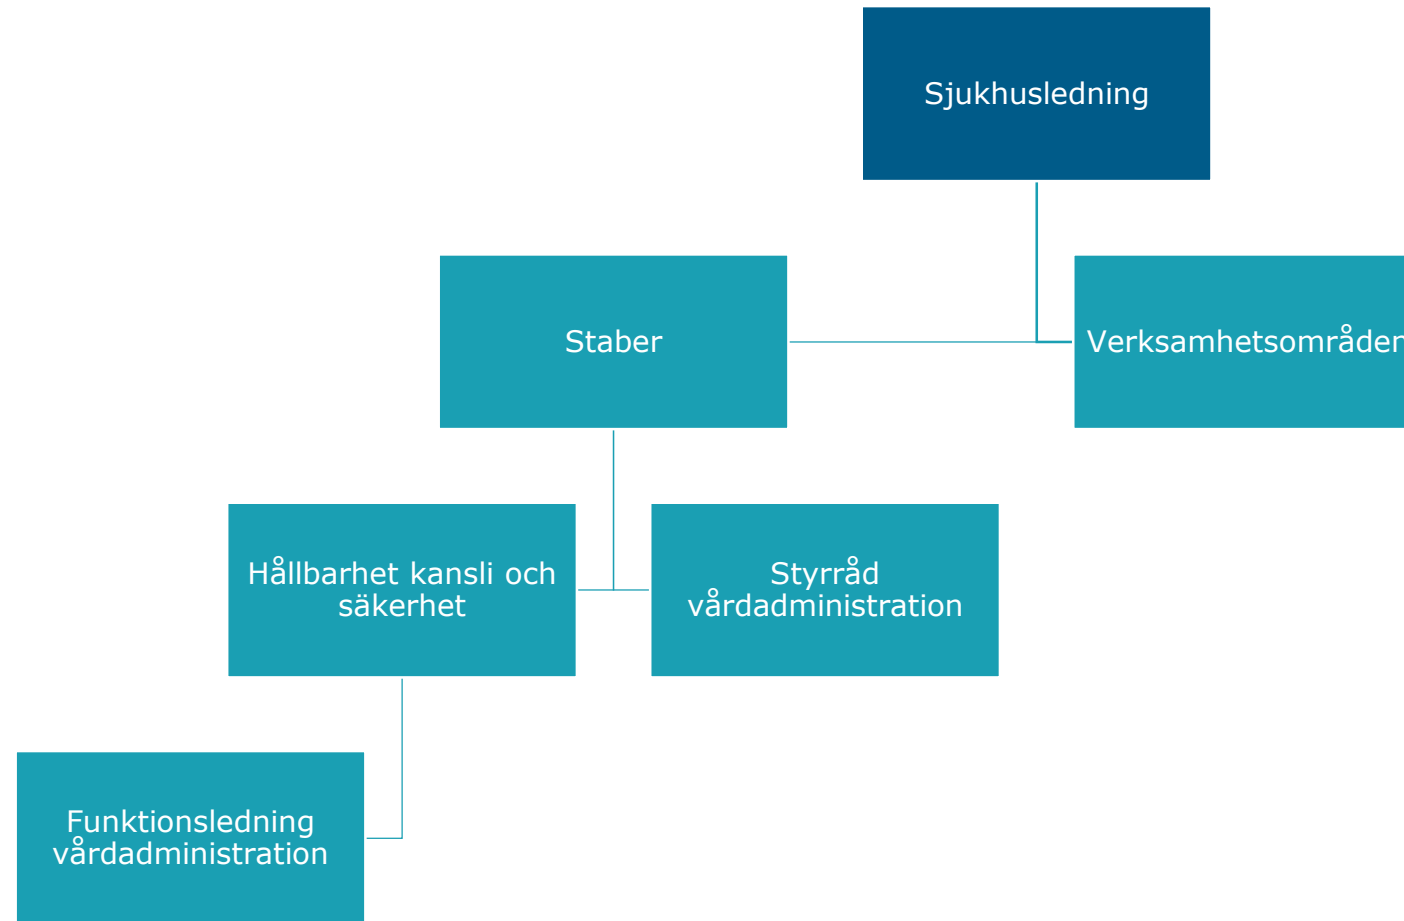 Sjukhusledning
Staber
Verksamhetsområden
Hållbarhet kansli och
säkerhet
Styrråd
vårdadministration
Funktionsledning
vårdadministration